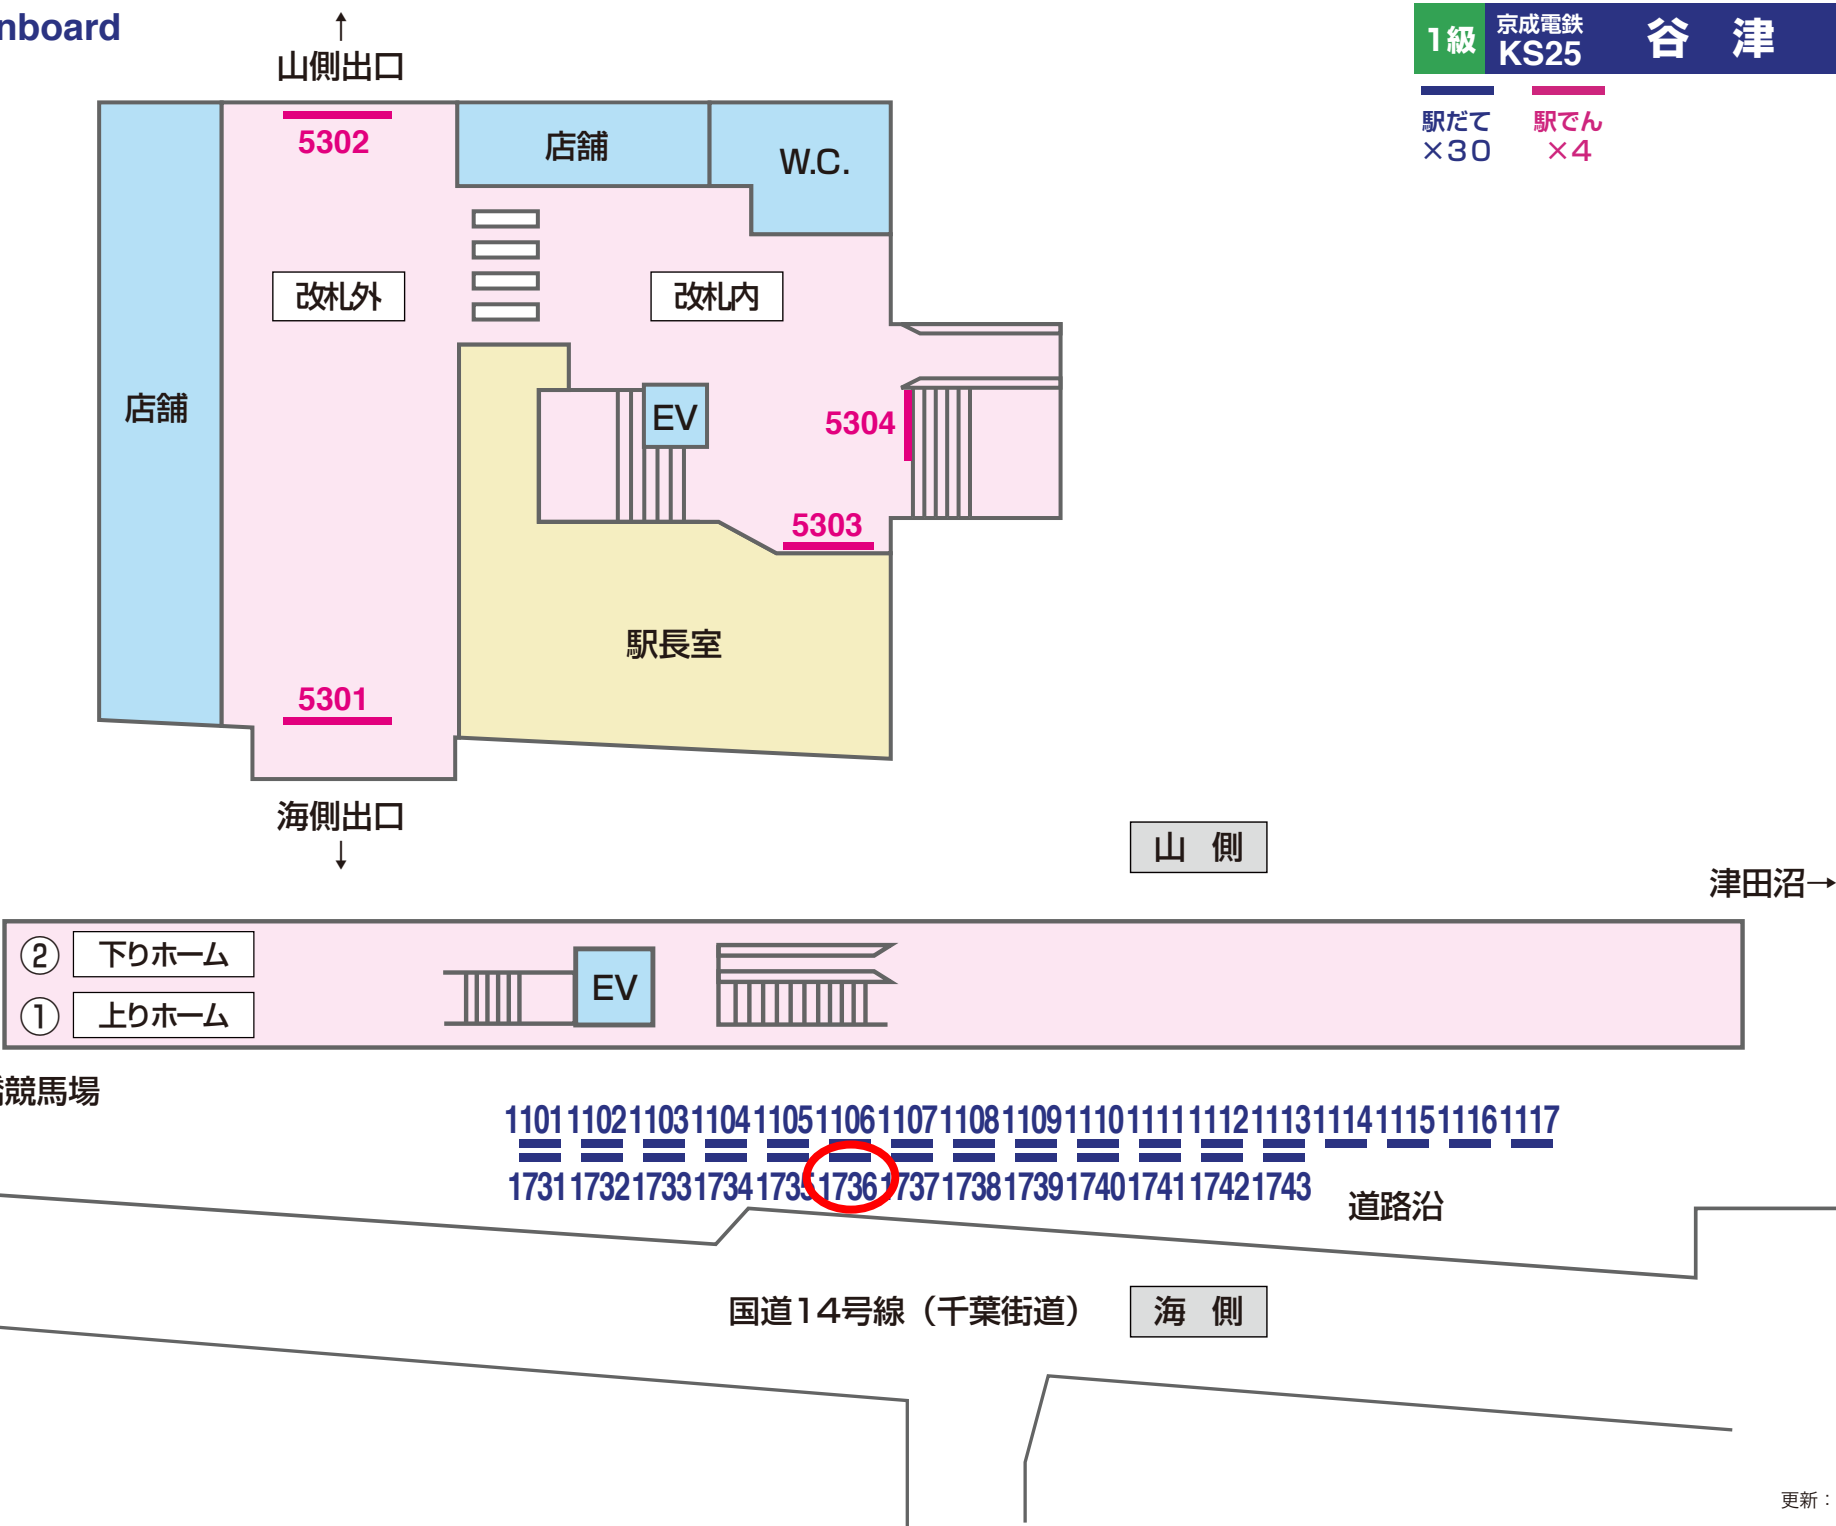 nboard
↑
山側出口
1級 京成電鉄 KS25 谷 津
駅だて ×30
駅でん ×4
5302
店舗
W.C.
改札外
改札内
店舗
EV
5304
5303
駅長室
5301
海側出口
↓
山 側
津田沼→
② 下りホーム
EV
① 上りホーム
競馬場
1101 1102 1103 1104 1105 1106 1107 1108 1109 1110 1111 1112 1113 1114 1115 1116 1117
1731 1732 1733 1734 1735 1736 1737 1738 1739 1740 1741 1742 1743
道路沿
国道14号線（千葉街道）
海 側
更新：